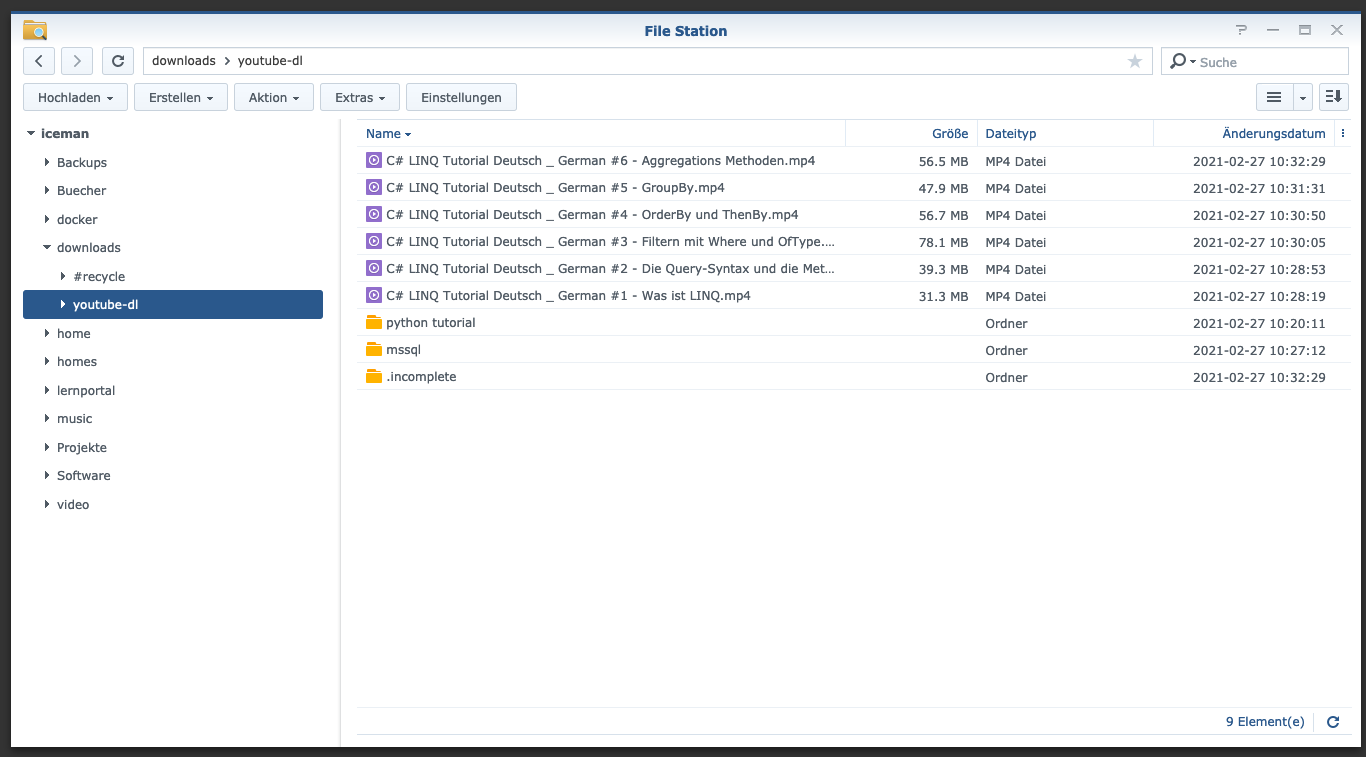 File Station
downloads > youtube-dl
Suche
Hochladen
Erstellen
Aktion
Extras
Einstellungen
iceman
Backups
Buecher
docker
downloads
#recycle
youtube-dl
home
homes
lernportal
music
Projekte
Software
video
Name Größe Dateityp Änderungsdatum
C# LINQ Tutorial Deutsch _ German #6 - Aggregations Methoden.mp4 56.5 MB MP4 Datei 2021-02-27 10:32:29
C# LINQ Tutorial Deutsch _ German #5 - GroupBy.mp4 47.9 MB MP4 Datei 2021-02-27 10:31:31
C# LINQ Tutorial Deutsch _ German #4 - OrderBy und ThenBy.mp4 56.7 MB MP4 Datei 2021-02-27 10:30:50
C# LINQ Tutorial Deutsch _ German #3 - Filtern mit Where und OfType.... 78.1 MB MP4 Datei 2021-02-27 10:30:05
C# LINQ Tutorial Deutsch _ German #2 - Die Query-Syntax und die Met... 39.3 MB MP4 Datei 2021-02-27 10:28:53
C# LINQ Tutorial Deutsch _ German #1 - Was ist LINQ.mp4 31.3 MB MP4 Datei 2021-02-27 10:28:19
python tutorial Ordner 2021-02-27 10:20:11
mssql Ordner 2021-02-27 10:27:12
.incomplete Ordner 2021-02-27 10:32:29
9 Element(e)